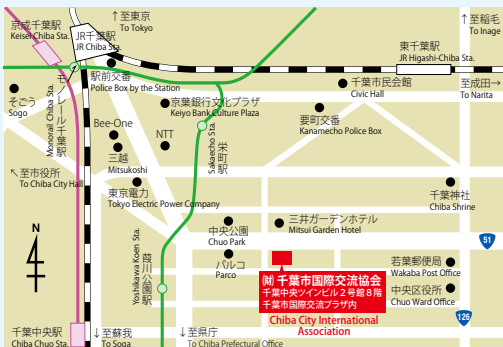 京成千葉駅
Keisei Chiba Sta.
↑至東京
To Tokyo
JR千葉駅
JR Chiba Sta.
↑至稲毛
To Inage
東千葉駅
JR Higashi-Chiba Sta.
駅前交番
Police Box by the Station
モノレール千葉駅
Monorail Chiba Sta.
千葉市民会館
Civic Hall
至成田→
To Narita
そごう
Sogo
京葉銀行文化プラザ
Keiyo Bank Culture Plaza
要町交番
Kanamecho Police Box
Bee-One
NTT
栄町駅
Sakaecho Sta.
三越
Mitsukoshi
↖至市役所
To Chiba City Hall
東京電力
Tokyo Electric Power Company
千葉神社
Chiba Shrine
中央公園
Chuo Park
三井ガーデンホテル
Mitsui Garden Hotel
N
葭川公園駅
Yoshikawa Koen Sta.
パルコ
Parco
51
若葉郵便局
Wakaba Post Office
㈶千葉市国際交流協会
千葉中央ツインビル2号館8階
千葉市国際交流プラザ内
Chiba City International
Association
中央区役所
Chuo Ward Office
126
千葉中央駅
Chiba Chuo Sta.
↓至蘇我
To Soga
↓至県庁
To Chiba Prefectural Office